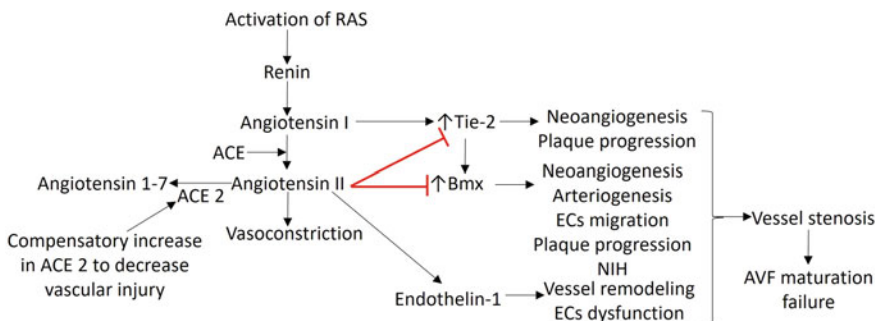 Activation of RAS
Renin
Angiotensin I
↑Tie-2
Neoangiogenesis
Plaque progression
ACE
Angiotensin 1-7
ACE 2
Angiotensin II
↑Bmx
Neoangiogenesis
Arteriogenesis
ECs migration
Plaque progression
NIH
Vasoconstriction
Compensatory increase
in ACE 2 to decrease
vascular injury
Endothelin-1
Vessel remodeling
ECs dysfunction
Vessel stenosis
AVF maturation
failure